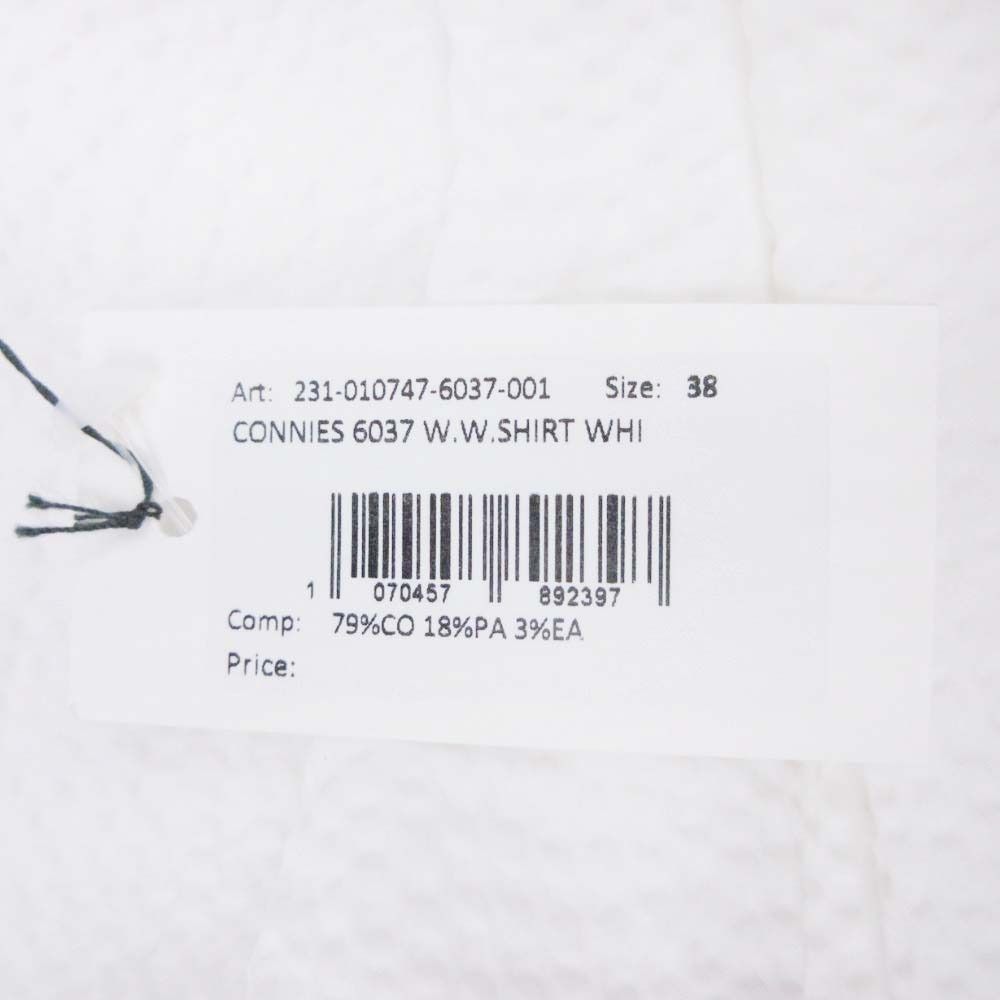 Art: 231-010747-6037-001 Size: 38
CONNIES 6037 W.W.SHIRT WHI
1 070457 892397
Comp: 79%CO 18%PA 3%EA
Price: